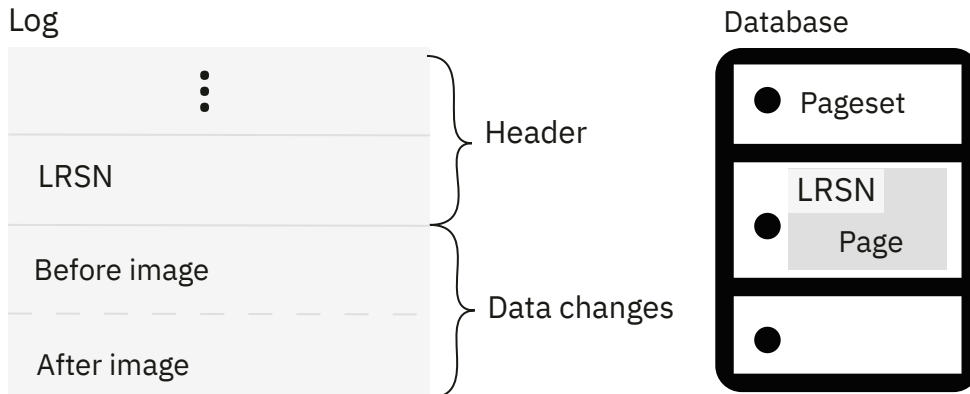 Log
LRSN
Before image
After image
Header
Data changes
Database
Pageset
LRSN
Page